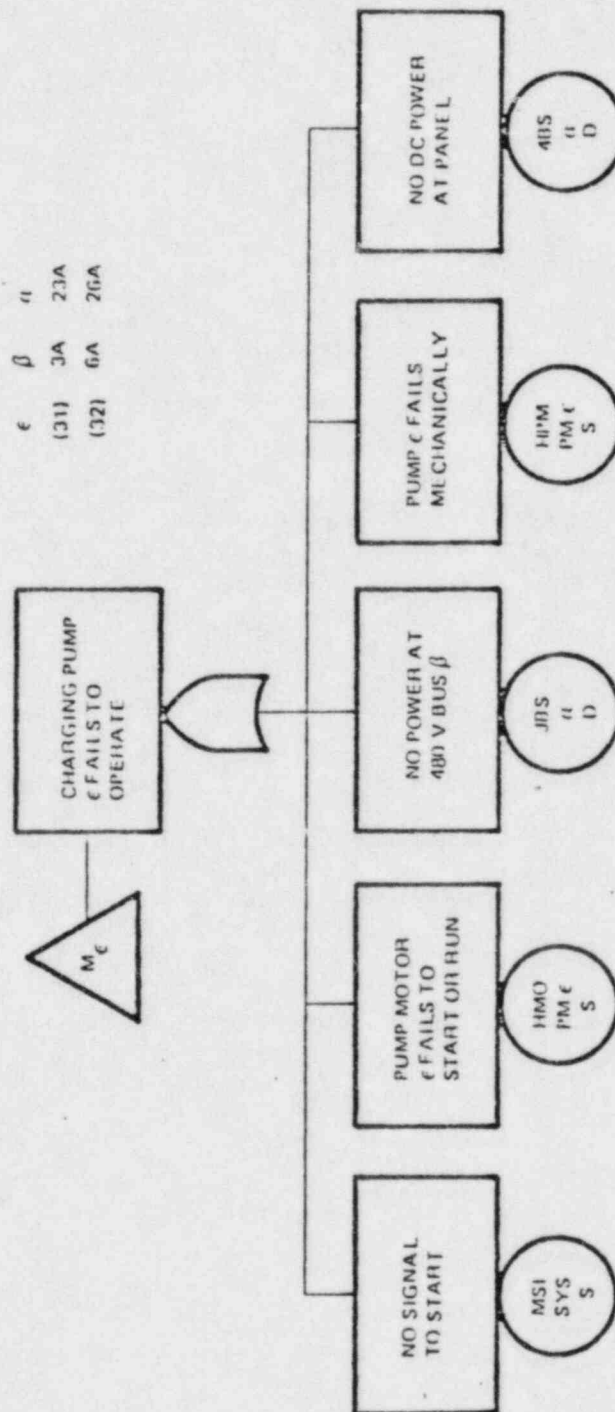 ϵ β α
(31) 3A 23A
(32) 6A 26A
CHARGING PUMP
ϵ FAILS TO
OPERATE
Mϵ
NO SIGNAL
TO START
MSI
SYS
S
PUMP MOTOR
ϵ FAILS TO
START OR RUN
HMO
PM ϵ
S
NO POWER AT
480 V BUS β
JBS
α
D
PUMP ϵ FAILS
MECHANICALLY
HPM
PM ϵ
S
NO DC POWER
AT PANEL
4BS
α
D